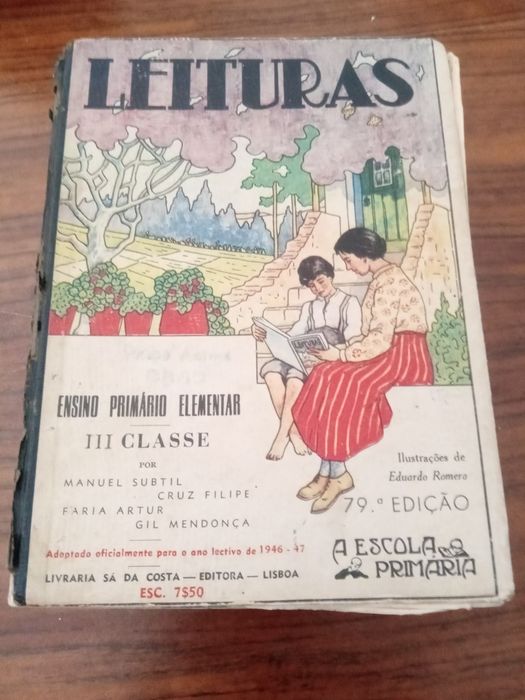 LEITURAS
LEITURAS
ENSINO PRIMÁRIO ELEMENTAR
III CLASSE
POR
MANUEL SUBTIL
CRUZ FILIPE
FARIA ARTUR
GIL MENDONÇA
Ilustrações de
Eduardo Romero
79.ª EDIÇÃO
Adoptado oficialmente para o ano lectivo de 1946-47
LIVRARIA SÁ DA COSTA — EDITORA — LISBOA
ESC. 7$50
A ESCOLA
PRIMARIA